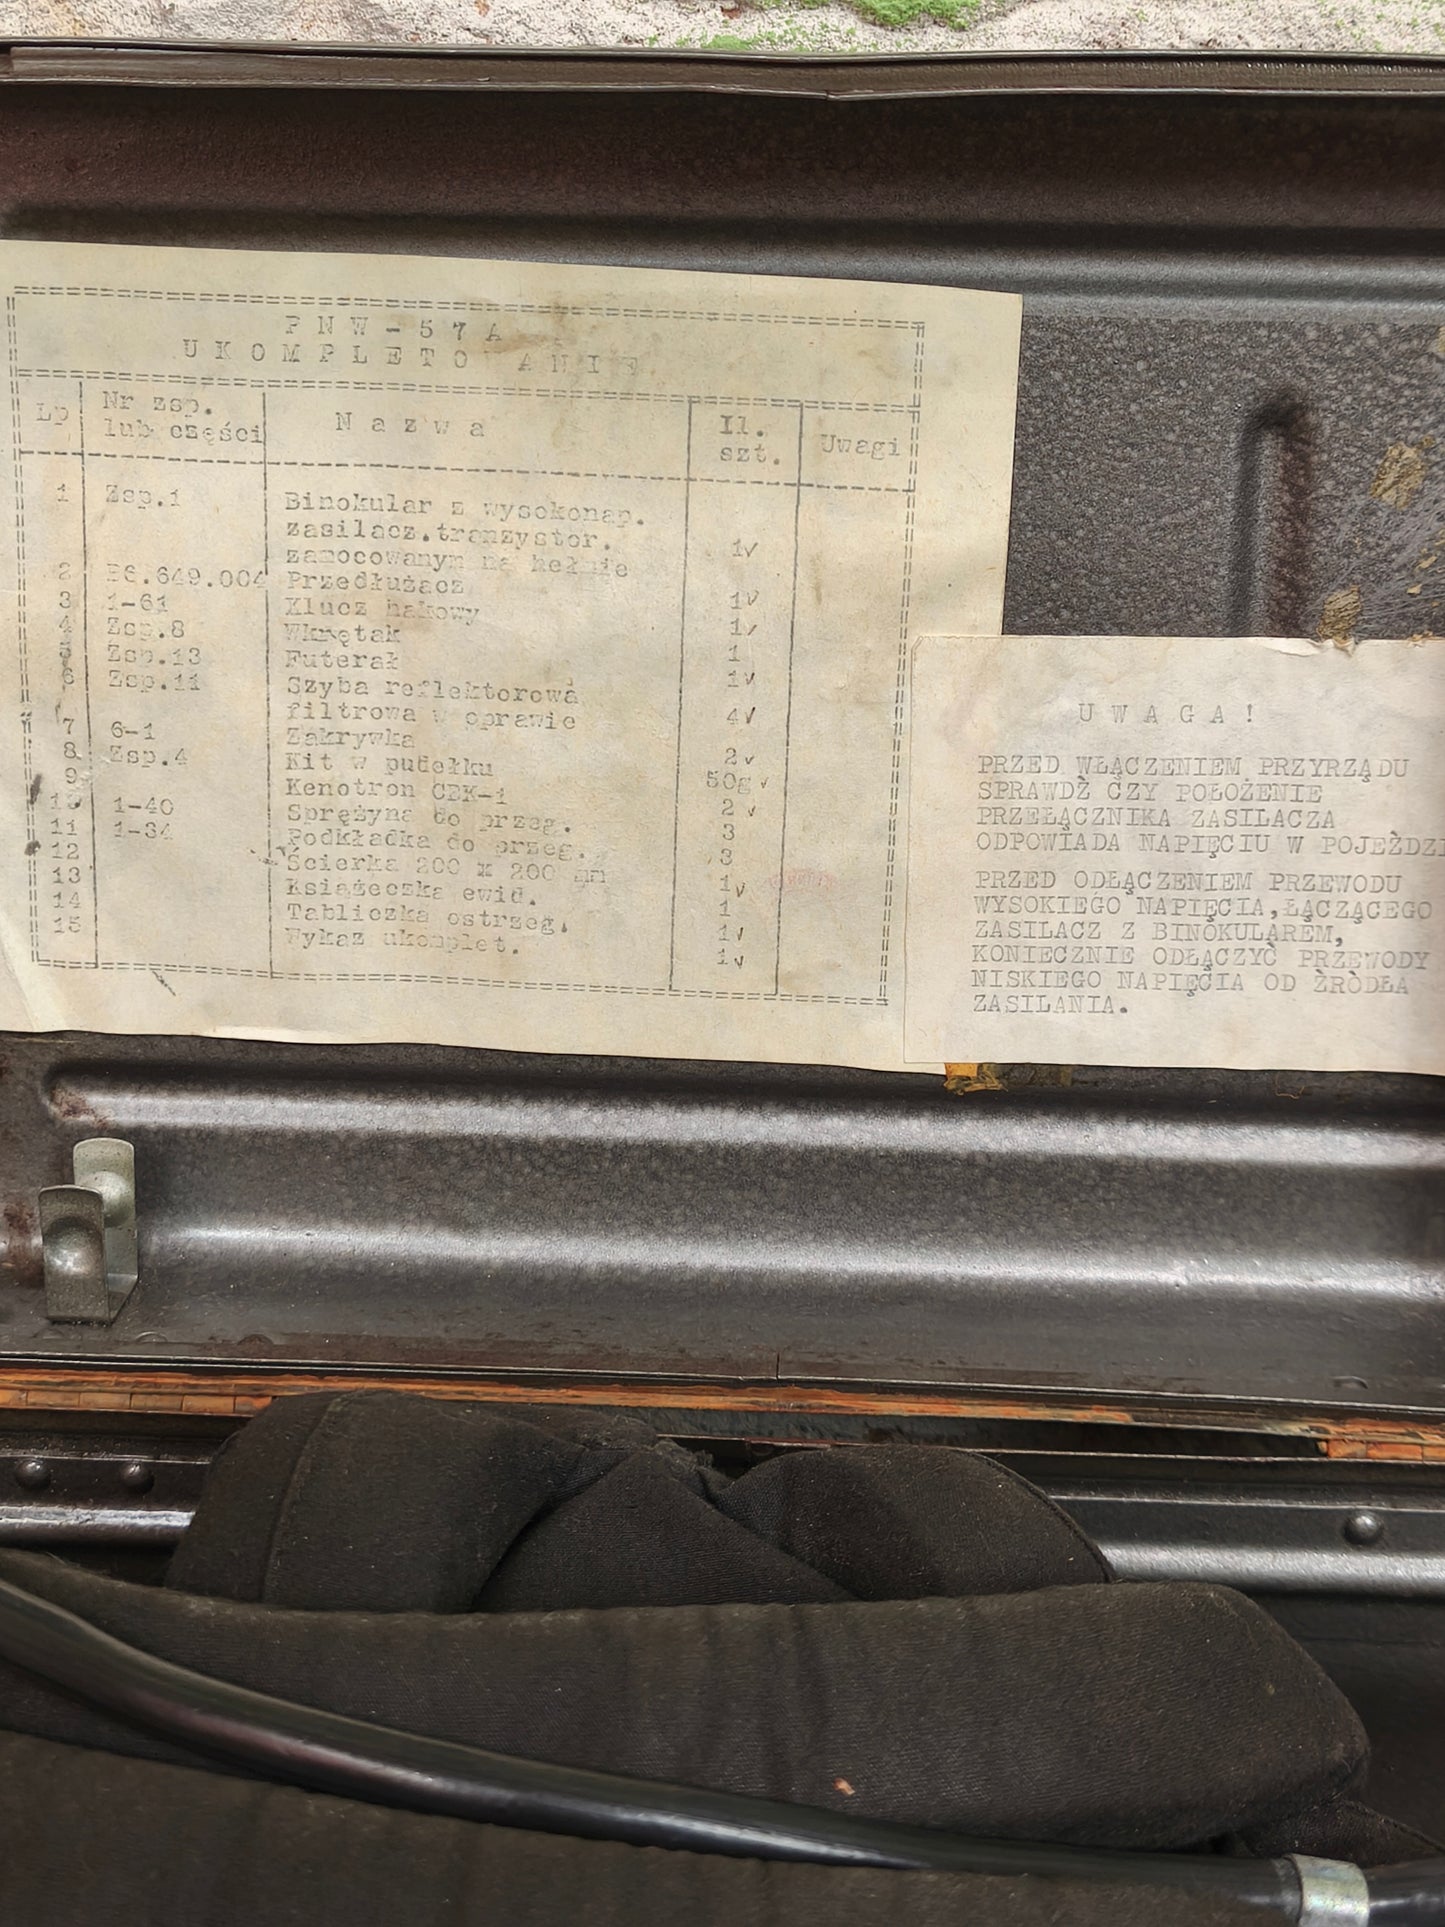 PNW-57A
UKOMPLETOWANIE
Lp Nr zsp. lub części Nazwa Il. szt. Uwagi
1 Zsp.1 Binokular z wysokonap.
zasilacz.tranzystor.
zamocowanym na hełmie 1
2 .649.004 Przedłużacz 1
3 1-61 Klucz hakowy 1
4 Zsp.8 Wkrętak 1
5 Zsp.13 Futerał 1
6 Zsp.11 Szyba reflektorowa
filtrowa w oprawie 4
7 6-1 Zakrywka 2
8 Zsp.4 Kit w pudełku 50g
9 Kenotron CEK-1 2
10 1-40 Sprężyna do przeg. 3
11 1-34 Podkładka do przeg. 3
12 Ścierka 200 x 200 mm 1
13 Książeczka ewid. 1
14 Tabliczka ostrzeg. 1
15 Wykaz ukomplet. 1
UWAGA!
PRZED WŁĄCZENIEM PRZYRZĄDU
SPRAWDŹ CZY POŁOŻENIE
PRZEŁĄCZNIKA ZASILACZA
ODPOWIADA NAPIĘCIU W POJEŹDZI
PRZED ODŁĄCZENIEM PRZEWODU
WYSOKIEGO NAPIĘCIA,ŁĄCZĄCEGO
ZASILACZ Z BINOKULAREM,
KONIECZNIE ODŁĄCZYĆ PRZEWODY
NISKIEGO NAPIĘCIA OD ŹRÓDŁA
ZASILANIA.